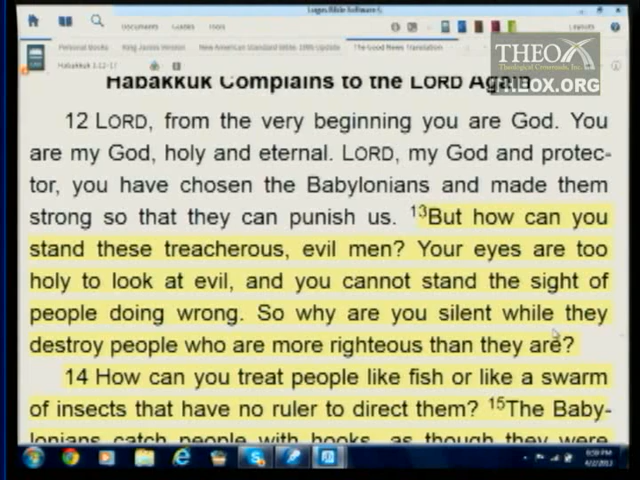 Logos Bible Software 5
Documents Guides Tools
Layouts
Personal Books King James Version New American Standard Bible: 1995 Update The Good News Translation
Habakkuk 1:12–17
THEOX
THEOX.ORG
Habakkuk Complains to the LORD Again
12 LORD, from the very beginning you are God. You
are my God, holy and eternal. LORD, my God and protec-
tor, you have chosen the Babylonians and made them
strong so that they can punish us. 13But how can you
stand these treacherous, evil men? Your eyes are too
holy to look at evil, and you cannot stand the sight of
people doing wrong. So why are you silent while they
destroy people who are more righteous than they are?
14 How can you treat people like fish or like a swarm
of insects that have no ruler to direct them? 15The Baby-
lonians catch people with hooks, as though they were
4/2/2013